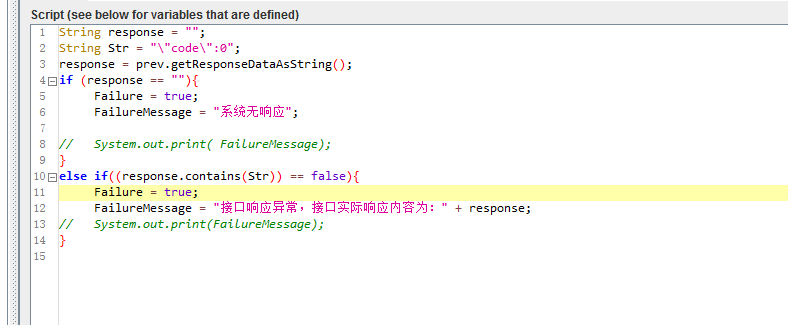 Script (see below for variables that are defined)
1 String response = "";
2 String Str = "\"code\":0";
3 response = prev.getResponseDataAsString();
4 if (response == ""){
5 Failure = true;
6 FailureMessage = "系统无响应";
7
8 // System.out.print( FailureMessage);
9 }
10 else if((response.contains(Str)) == false){
11 Failure = true;
12 FailureMessage = "接口响应异常，接口实际响应内容为：" + response;
13 // System.out.print(FailureMessage);
14 }
15